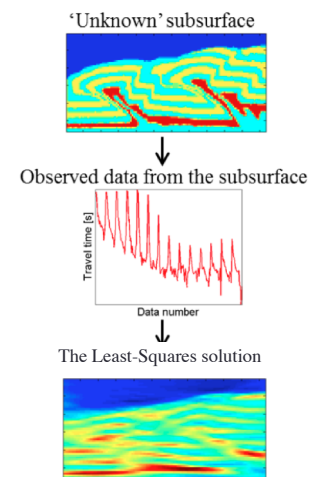 ‘Unknown’ subsurface
Observed data from the subsurface
Travel time [s]
Data number
The Least-Squares solution